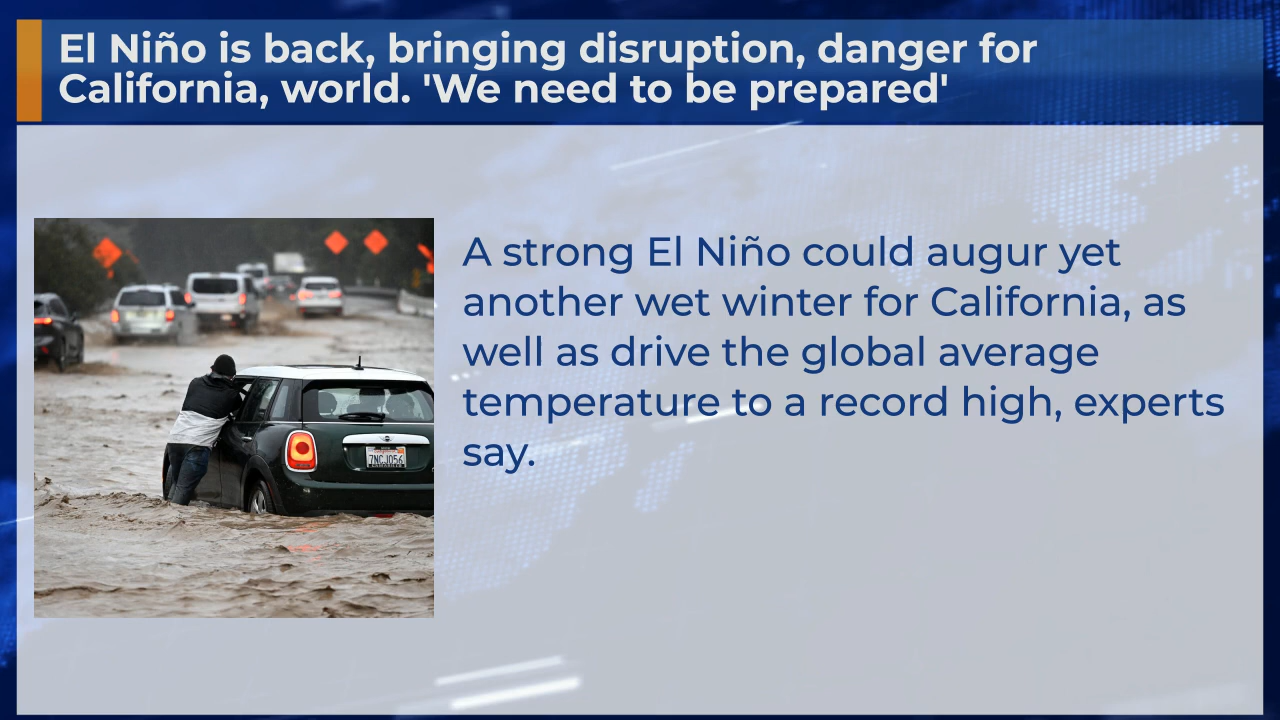 El Niño is back, bringing disruption, danger for
California, world. 'We need to be prepared'
A strong El Niño could augur yet
another wet winter for California, as
well as drive the global average
temperature to a record high, experts
say.